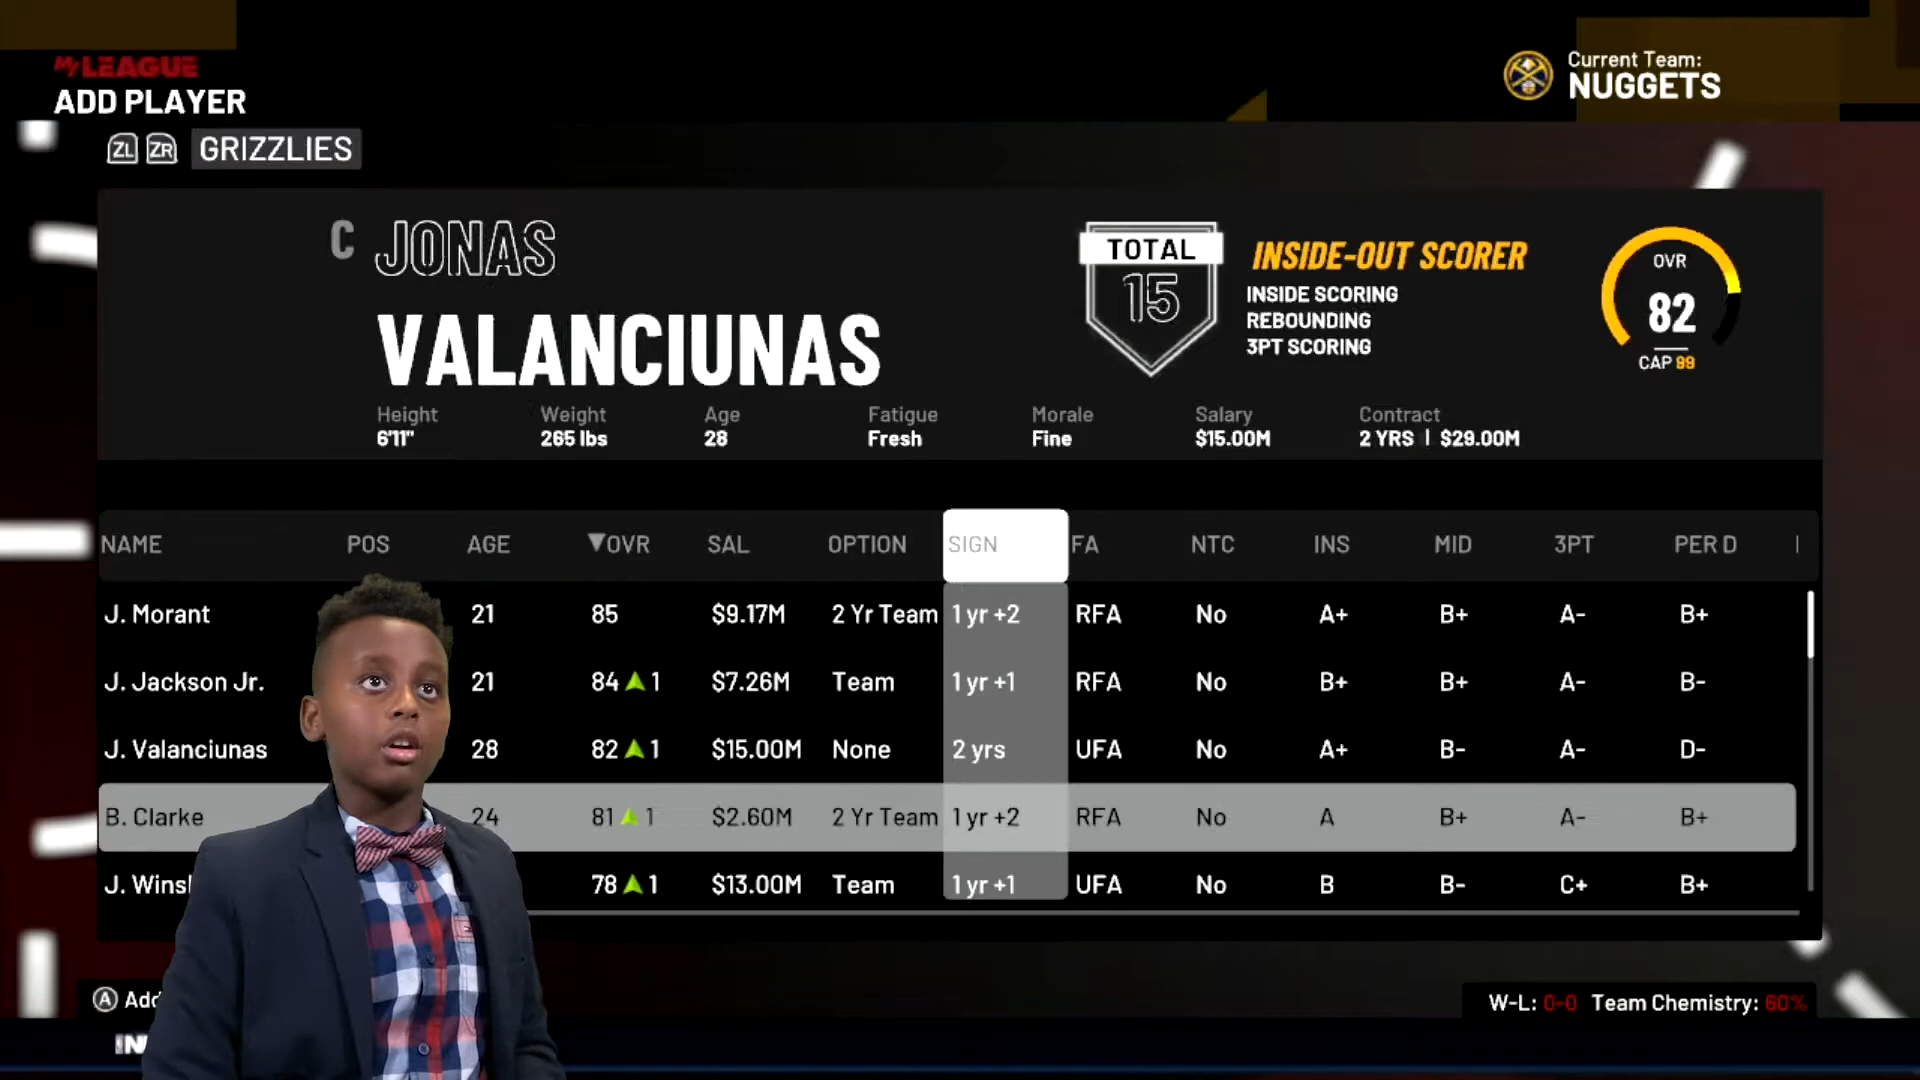 MyLEAGUE
ADD PLAYER
Current Team:
NUGGETS
ZL ZR GRIZZLIES
C JONAS
VALANCIUNAS
TOTAL
15
INSIDE-OUT SCORER
INSIDE SCORING
REBOUNDING
3PT SCORING
OVR
82
CAP 99
Height Weight Age Fatigue Morale Salary Contract
6'11" 265 lbs 28 Fresh Fine $15.00M 2 YRS | $29.00M
NAME POS AGE ▼OVR SAL OPTION SIGN FA NTC INS MID 3PT PER D
J. Morant 21 85 $9.17M 2 Yr Team 1 yr +2 RFA No A+ B+ A- B+
J. Jackson Jr. 21 84 ▲ 1 $7.26M Team 1 yr +1 RFA No B+ B+ A- B-
J. Valanciunas 28 82 ▲ 1 $15.00M None 2 yrs UFA No A+ B- A- D-
B. Clarke 24 81 ▲ 1 $2.60M 2 Yr Team 1 yr +2 RFA No A B+ A- B+
J. 78 ▲ 1 $13.00M Team 1 yr +1 UFA No B B- C+ B+
A Add
W-L: 0-0 Team Chemistry: 60%